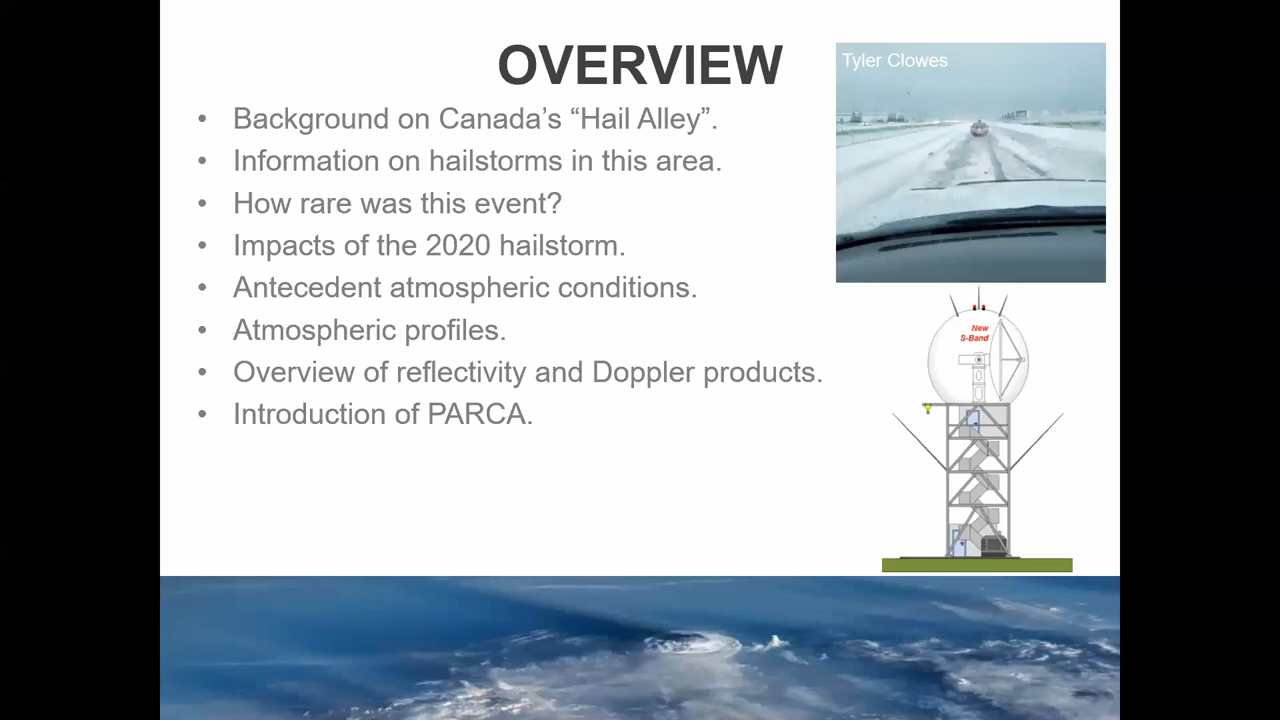 OVERVIEW
Tyler Clowes
• Background on Canada’s “Hail Alley”.
• Information on hailstorms in this area.
• How rare was this event?
• Impacts of the 2020 hailstorm.
• Antecedent atmospheric conditions.
• Atmospheric profiles.
• Overview of reflectivity and Doppler products.
• Introduction of PARCA.
New
S-Band